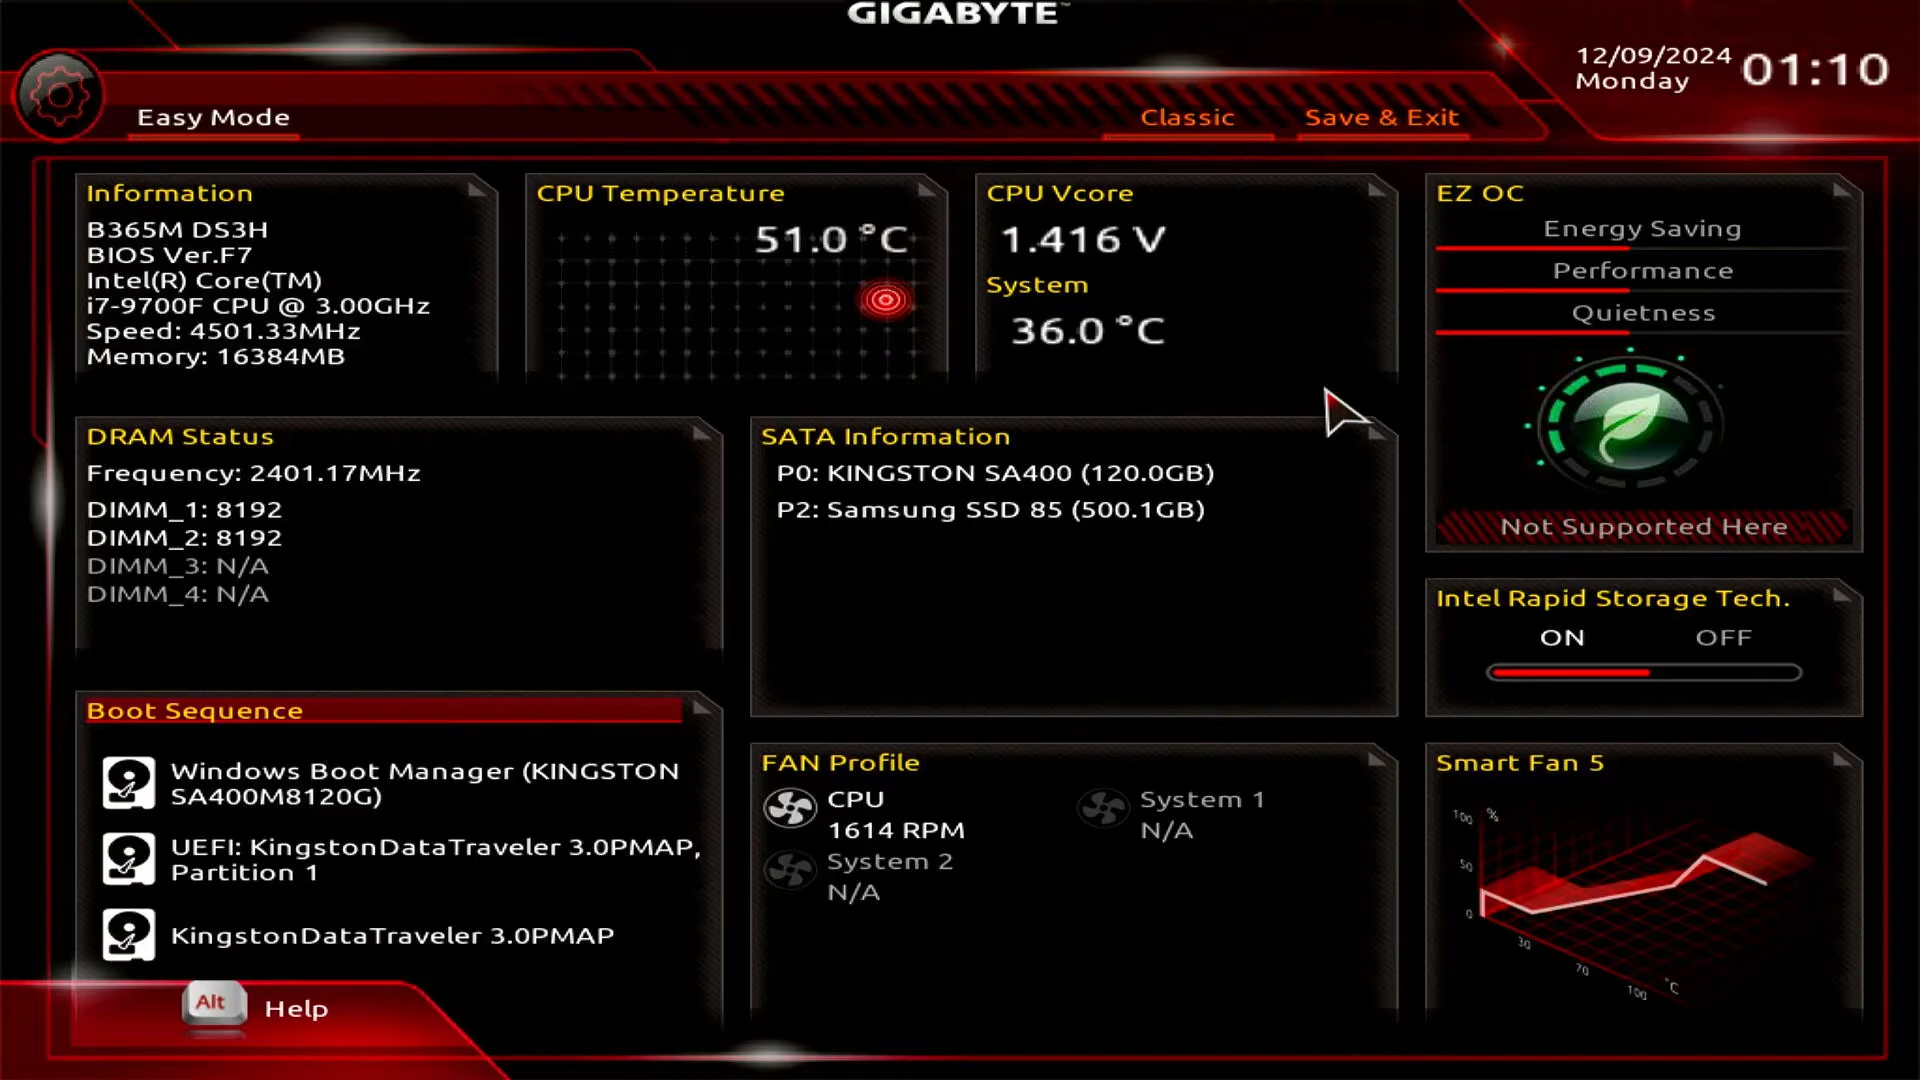 GIGABYTE™
12/09/2024
Monday
01:10
Easy Mode
Classic
Save & Exit
Information
B365M DS3H
BIOS Ver.F7
Intel(R) Core(TM)
i7-9700F CPU @ 3.00GHz
Speed: 4501.33MHz
Memory: 16384MB
CPU Temperature
51.0 °C
CPU Vcore
1.416 V
System
36.0 °C
EZ OC
Energy Saving
Performance
Quietness
Not Supported Here
DRAM Status
Frequency: 2401.17MHz
DIMM_1: 8192
DIMM_2: 8192
DIMM_3: N/A
DIMM_4: N/A
SATA Information
P0: KINGSTON SA400 (120.0GB)
P2: Samsung SSD 85 (500.1GB)
Intel Rapid Storage Tech.
ON
OFF
Boot Sequence
Windows Boot Manager (KINGSTON
SA400M8120G)
UEFI: KingstonDataTraveler 3.0PMAP,
Partition 1
KingstonDataTraveler 3.0PMAP
FAN Profile
CPU
1614 RPM
System 1
N/A
System 2
N/A
Smart Fan 5
100 %
50
0
30
70
100
°C
Alt
Help